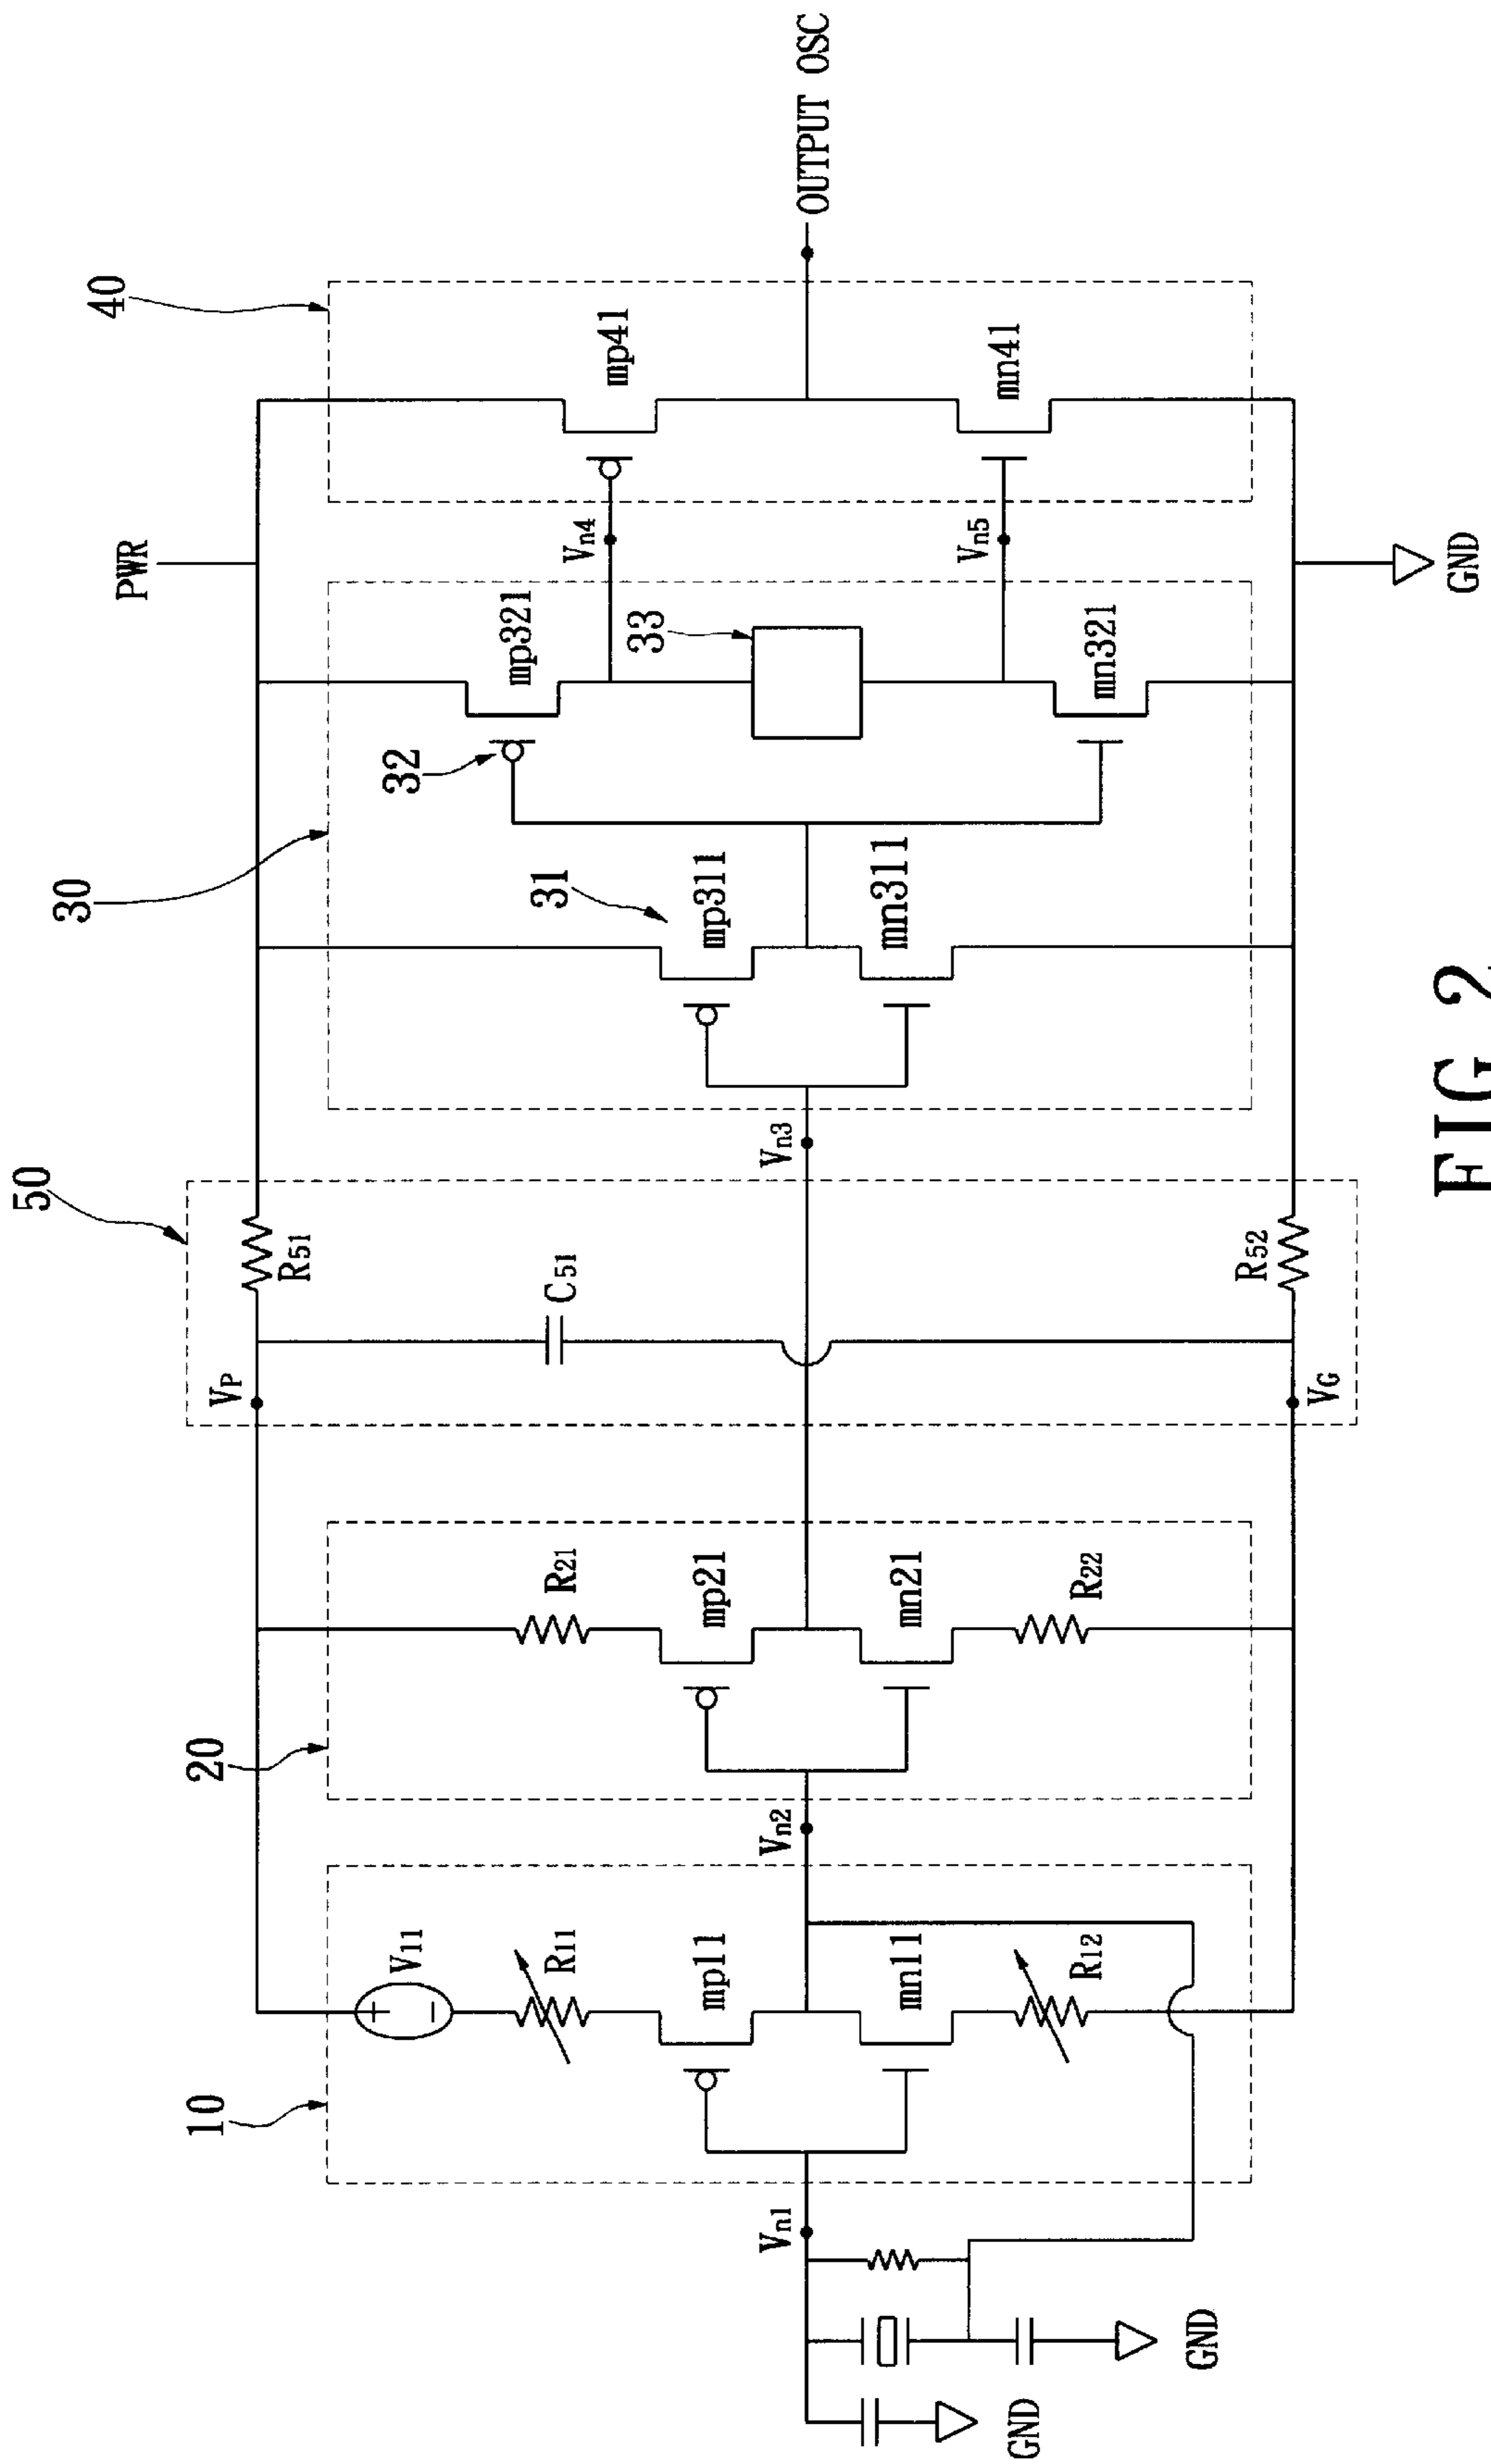 50
30
40
PWR
20
10
VP
R51
V11
R11
R21
C51
31
32
mp321
Vn4
mp41
33
mp11
mp21
mp311
Vn1
Vn2
Vn3
OUTPUT OSC
mn11
mn21
mn311
Vn5
mn41
mn321
R12
R22
R52
VG
GND
GND
GND
FIG 2